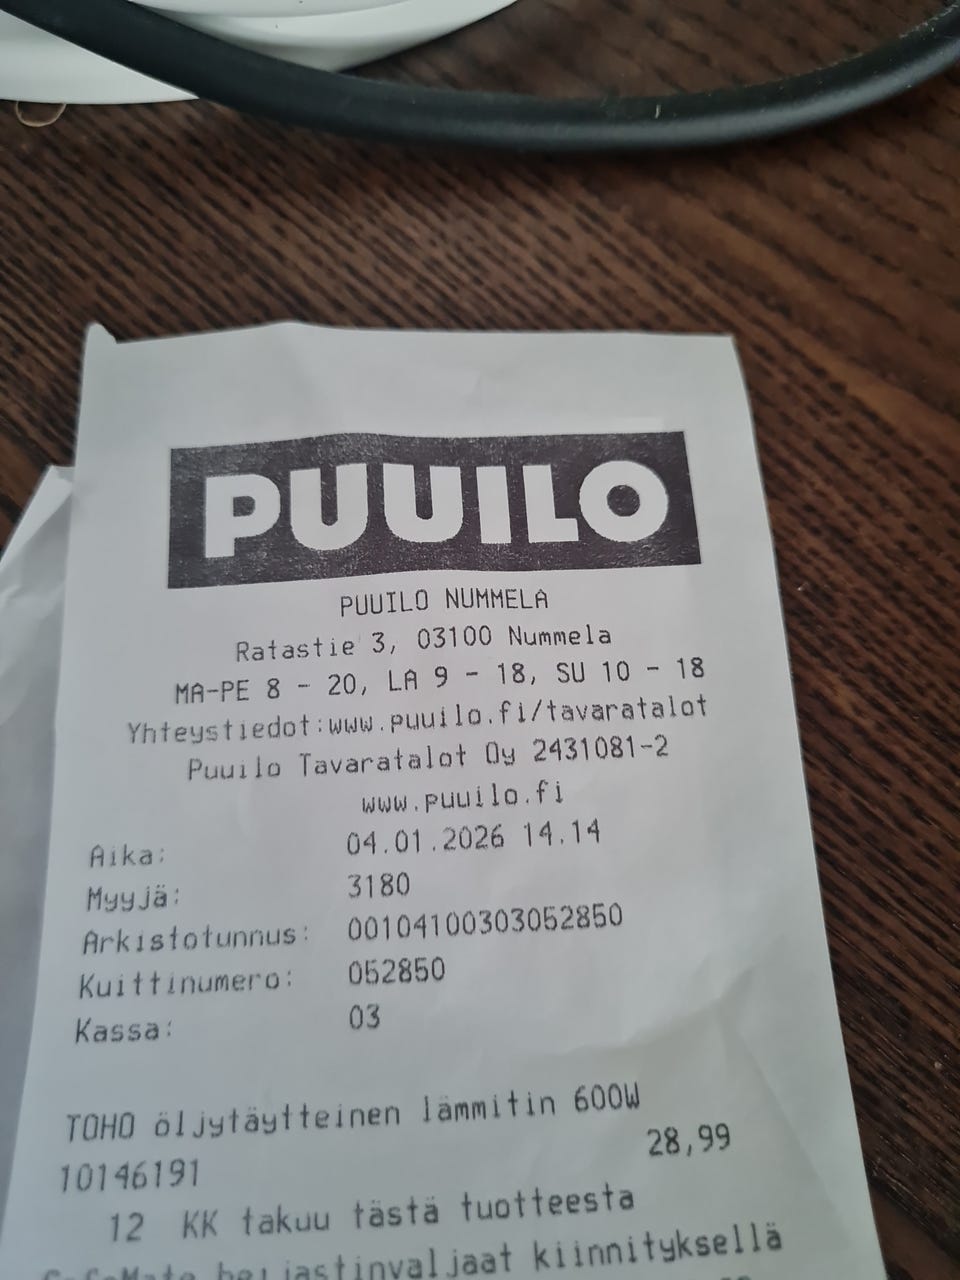 PUUILO
PUUILO NUMMELA
Ratastie 3, 03100 Nummela
MA-PE 8 - 20, LA 9 - 18, SU 10 - 18
Yhteystiedot:www.puuilo.fi/tavaratalot
Puuilo Tavaratalot Oy 2431081-2
www.puuilo.fi
Aika: 04.01.2026 14.14
Myyjä: 3180
Arkistotunnus: 00104100303052850
Kuittinumero: 052850
Kassa: 03
TOHO öljytäytteinen lämmitin 600W
10146191 28,99
12 KK takuu tästä tuotteesta
heijastinvaljaat kiinnityksellä